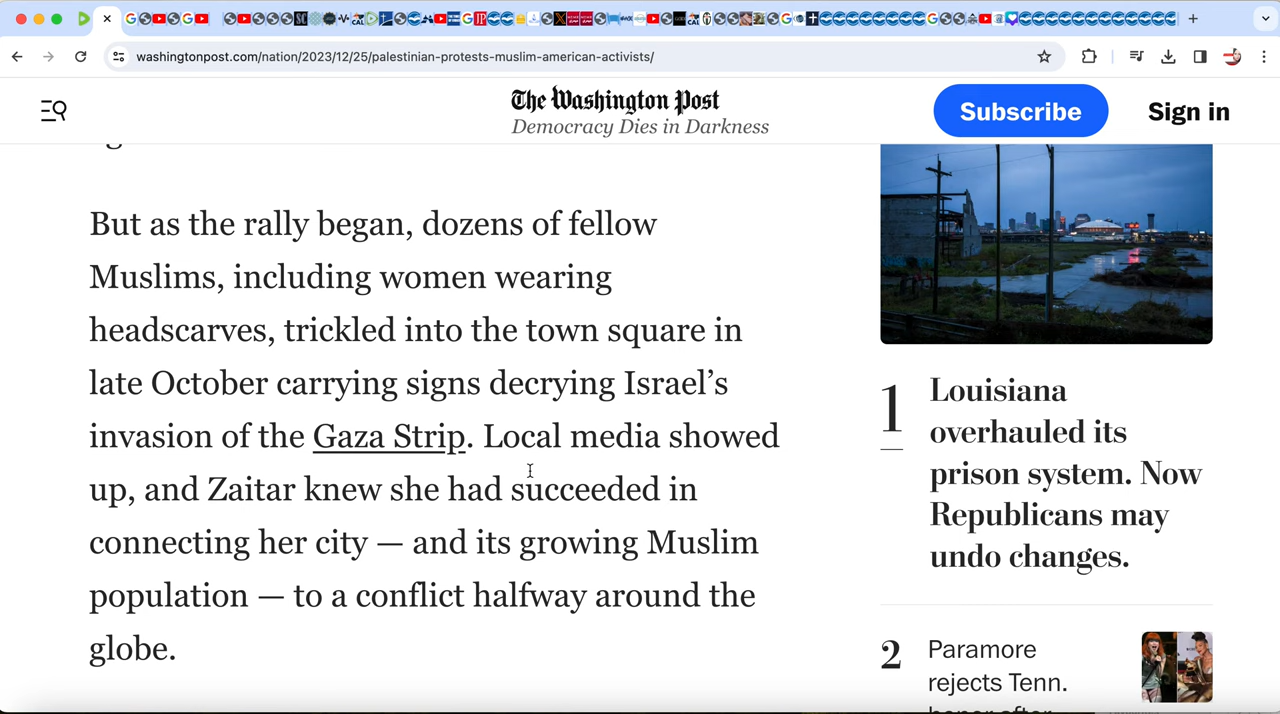 washingtonpost.com/nation/2023/12/25/palestinian-protests-muslim-american-activists/
The Washington Post
Democracy Dies in Darkness
Subscribe
Sign in
But as the rally began, dozens of fellow
Muslims, including women wearing
headscarves, trickled into the town square in
late October carrying signs decrying Israel’s
invasion of the Gaza Strip. Local media showed
up, and Zaitar knew she had succeeded in
connecting her city — and its growing Muslim
population — to a conflict halfway around the
globe.
1
Louisiana
overhauled its
prison system. Now
Republicans may
undo changes.
2
Paramore
rejects Tenn.